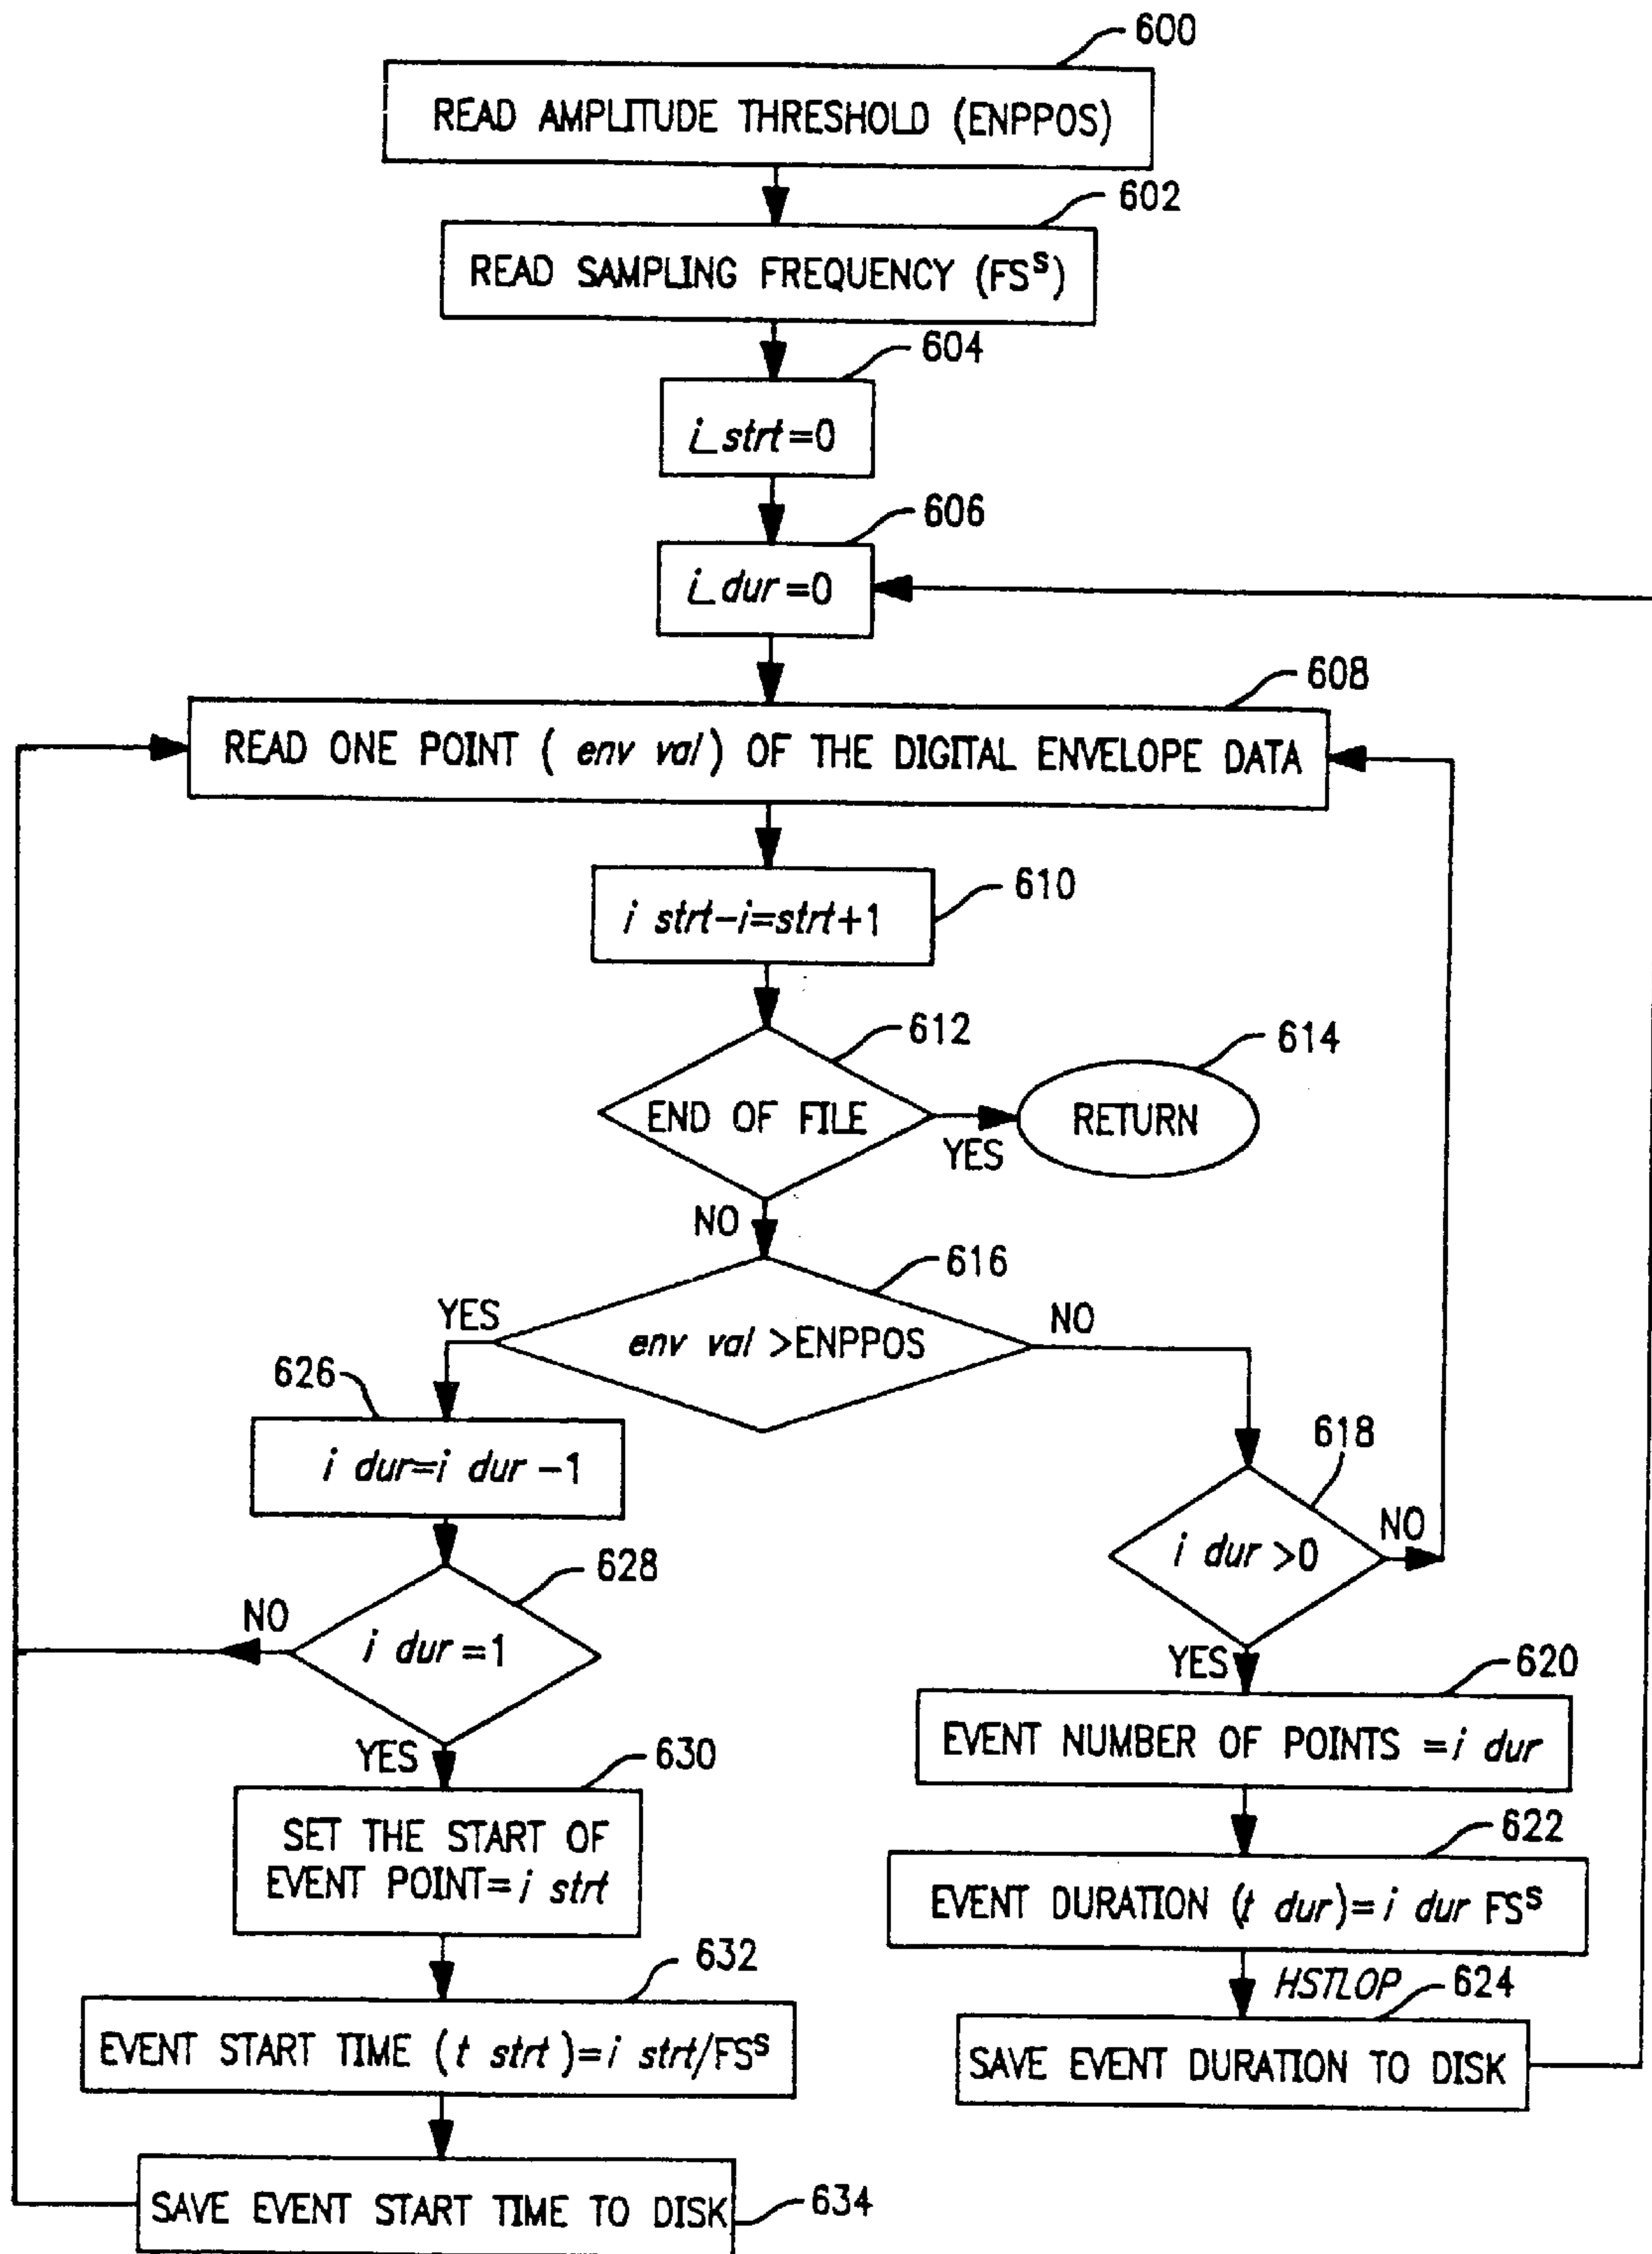 600
READ AMPLITUDE THRESHOLD (ENPPOS)
602
READ SAMPLING FREQUENCY (FSˢ)
604
i_strt=0
606
i_dur=0
608
READ ONE POINT ( env val ) OF THE DIGITAL ENVELOPE DATA
610
i strt-i=strt+1
612
END OF FILE
614
RETURN
YES
NO
616
env val >ENPPOS
YES
NO
626
i dur=i dur -1
618
i dur >0
NO
YES
628
i dur =1
NO
YES
620
EVENT NUMBER OF POINTS =i dur
630
SET THE START OF
EVENT POINT= i strt
622
EVENT DURATION (t dur)= i dur FSˢ
HSTLOP
624
SAVE EVENT DURATION TO DISK
632
EVENT START TIME (t strt )= i strt/FSˢ
SAVE EVENT START TIME TO DISK
634